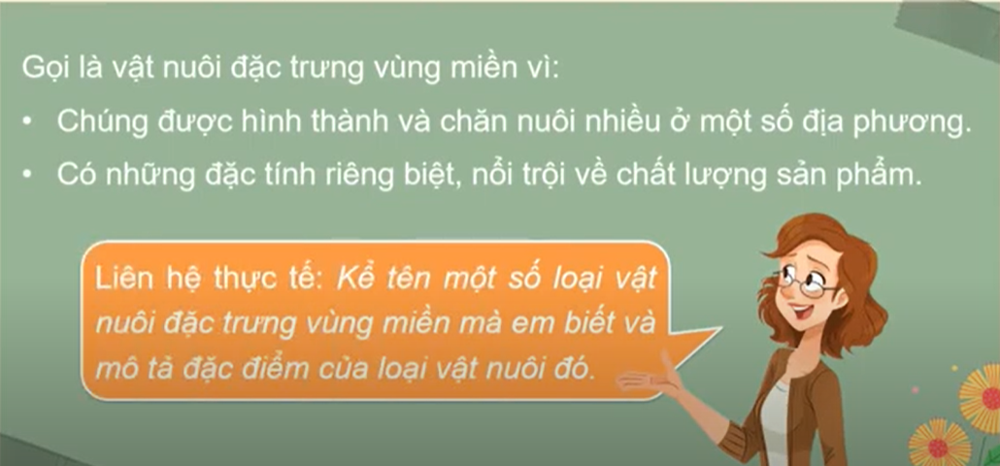 Gọi là vật nuôi đặc trưng vùng miền vì:
• Chúng được hình thành và chăn nuôi nhiều ở một số địa phương.
• Có những đặc tính riêng biệt, nổi trội về chất lượng sản phẩm.
Liên hệ thực tế: Kể tên một số loại vật
nuôi đặc trưng vùng miền mà em biết và
mô tả đặc điểm của loại vật nuôi đó.